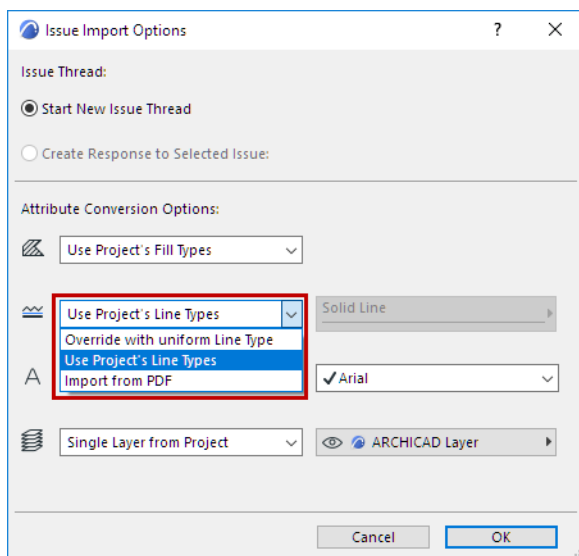 Issue Import Options
?
Issue Thread:
Start New Issue Thread
Create Response to Selected Issue:
Attribute Conversion Options:
Use Project's Fill Types
Use Project's Line Types
Solid Line
Override with uniform Line Type
Use Project's Line Types
Import from PDF
A
Arial
Single Layer from Project
ARCHICAD Layer
Cancel
OK